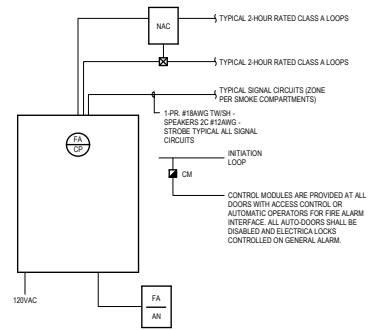 NAC
TYPICAL 2-HOUR RATED CLASS A LOOPS
TYPICAL 2-HOUR RATED CLASS A LOOPS
TYPICAL SIGNAL CIRCUITS (ZONE
PER SMOKE COMPARTMENTS)
1-PR. #18AWG TW/SH -
SPEAKERS 2C #12AWG -
STROBE TYPICAL ALL SIGNAL
CIRCUITS
FA
CP
INITIATION
LOOP
CM
CONTROL MODULES ARE PROVIDED AT ALL
DOORS WITH ACCESS CONTROL OR
AUTOMATIC OPERATORS FOR FIRE ALARM
INTERFACE. ALL AUTO-DOORS SHALL BE
DISABLED AND ELECTRICA LOCKS
CONTROLLED ON GENERAL ALARM.
120VAC
FA
AN